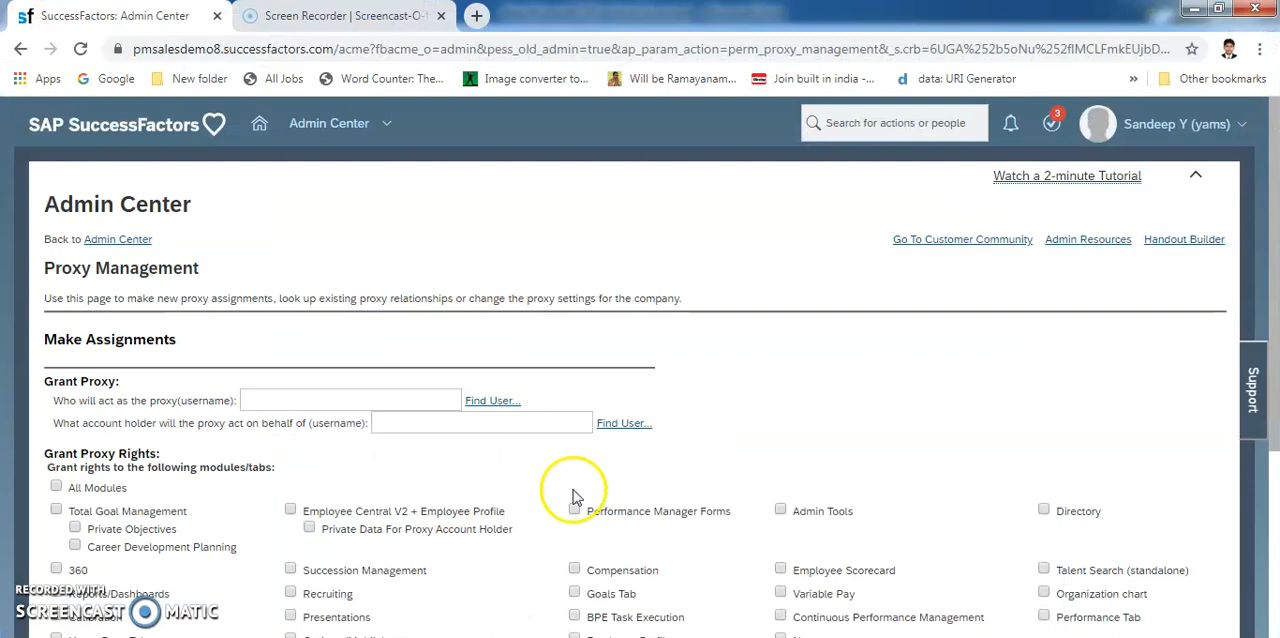 SuccessFactors: Admin Center
Screen Recorder | Screencast-O-
pmsalesdemo8.successfactors.com/acme?fbacme_o=admin&pess_old_admin=true&ap_param_action=perm_proxy_management&_s.crb=6UGA%252b5oNu%252flMCLFmkEUjbD...
Apps
Google
New folder
All Jobs
Word Counter: The...
Image converter to...
Will be Ramayanam...
Join built in india -...
data: URI Generator
»
Other bookmarks
SAP SuccessFactors
Admin Center
Search for actions or people
3
Sandeep Y (yams)
Watch a 2-minute Tutorial
Admin Center
Back to Admin Center
Go To Customer Community
Admin Resources
Handout Builder
Proxy Management
Use this page to make new proxy assignments, look up existing proxy relationships or change the proxy settings for the company.
Make Assignments
Grant Proxy:
Who will act as the proxy(username):
Find User...
What account holder will the proxy act on behalf of (username):
Find User...
Support
Grant Proxy Rights:
Grant rights to the following modules/tabs:
All Modules
Total Goal Management
Employee Central V2 + Employee Profile
Performance Manager Forms
Admin Tools
Directory
Private Objectives
Private Data For Proxy Account Holder
Career Development Planning
360
Succession Management
Compensation
Employee Scorecard
Talent Search (standalone)
Reports/Dashboards
Recruiting
Goals Tab
Variable Pay
Organization chart
Calibration
Presentations
BPE Task Execution
Continuous Performance Management
Performance Tab
RECORDED WITH
SCREENCAST MATIC